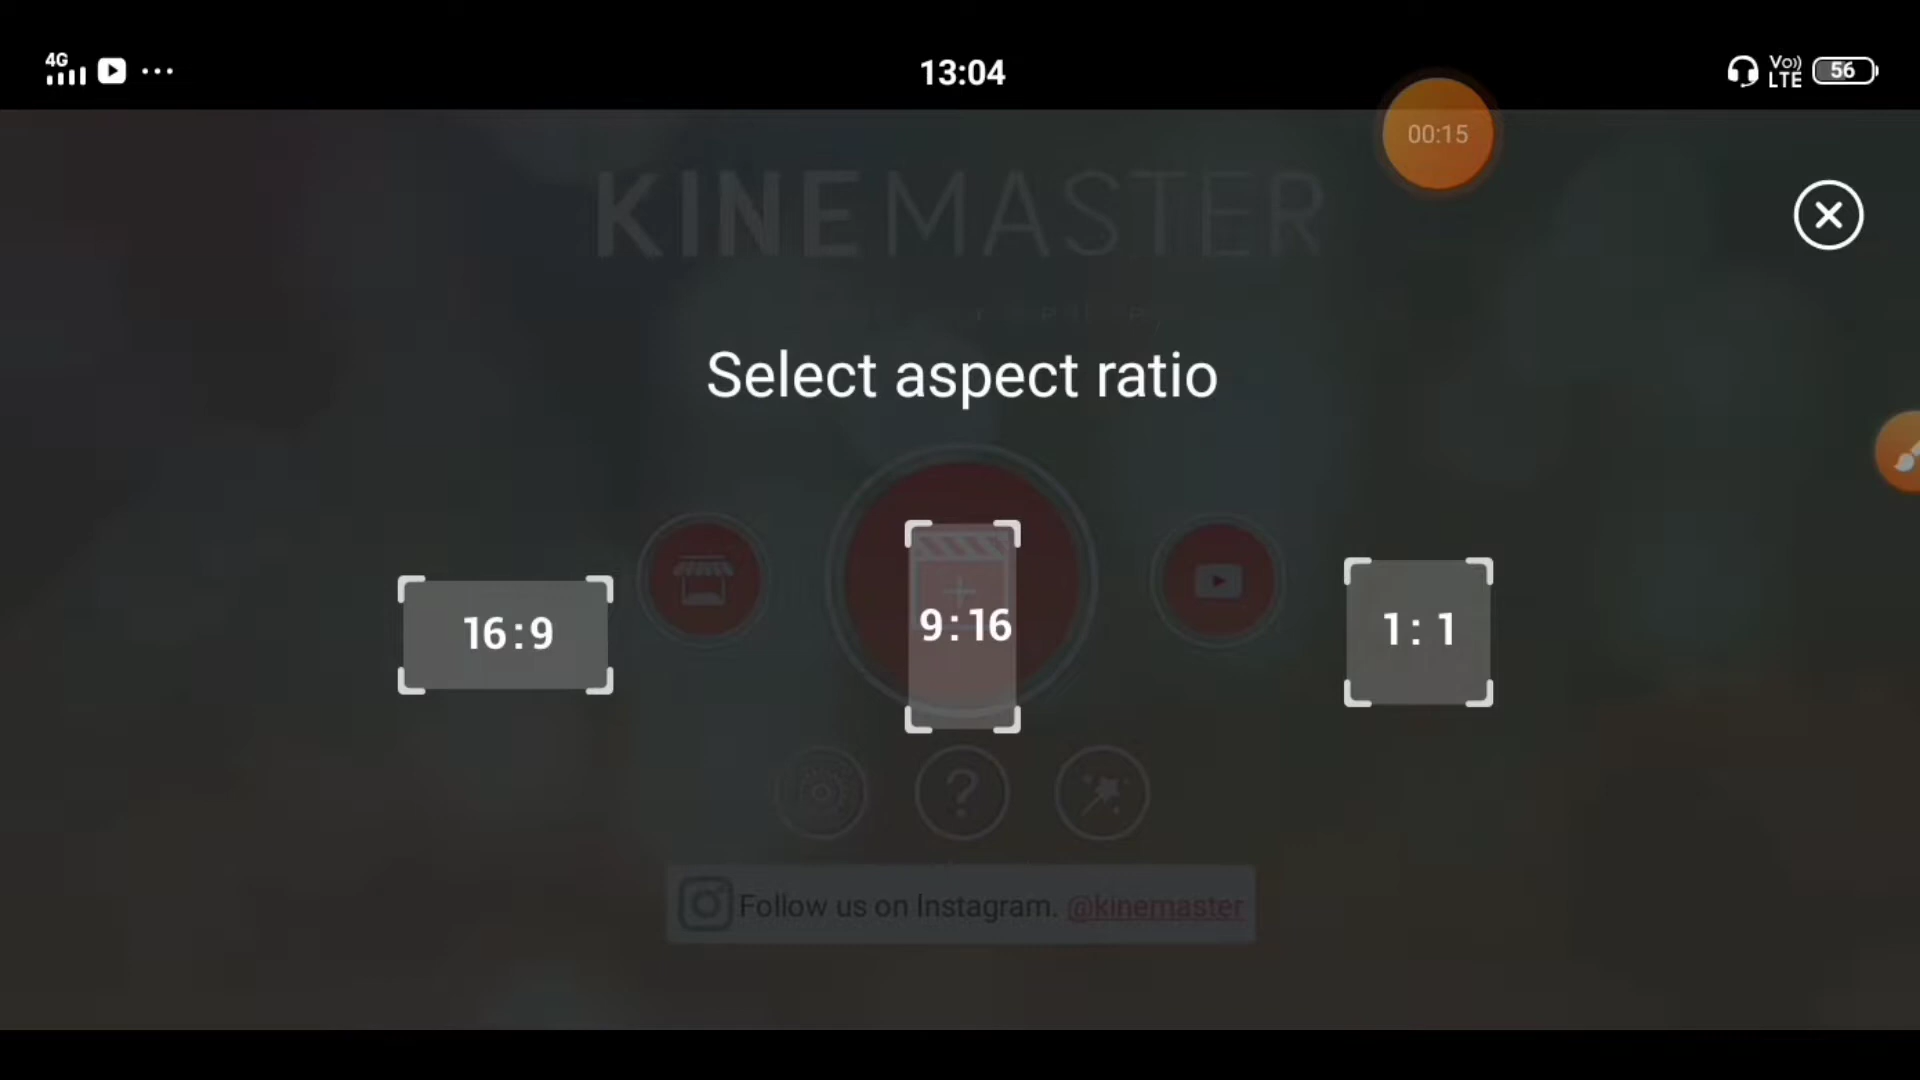 4G
13:04
Vo))
LTE
56
00:15
KINEMASTER
Select aspect ratio
16:9
9:16
1:1
?
Follow us on Instagram. @kinemaster